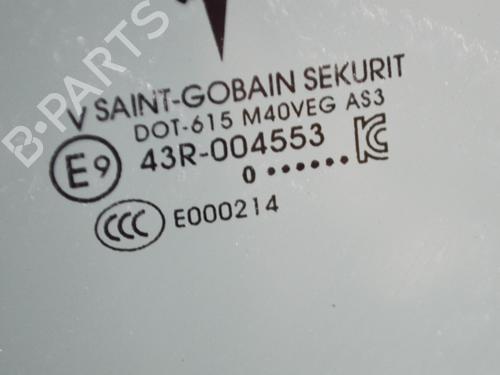 B-PARTS
V SAINT-GOBAIN SEKURIT
DOT-615 M40VEG AS3
E9 43R-004553
0 ••••••
CCC E000214